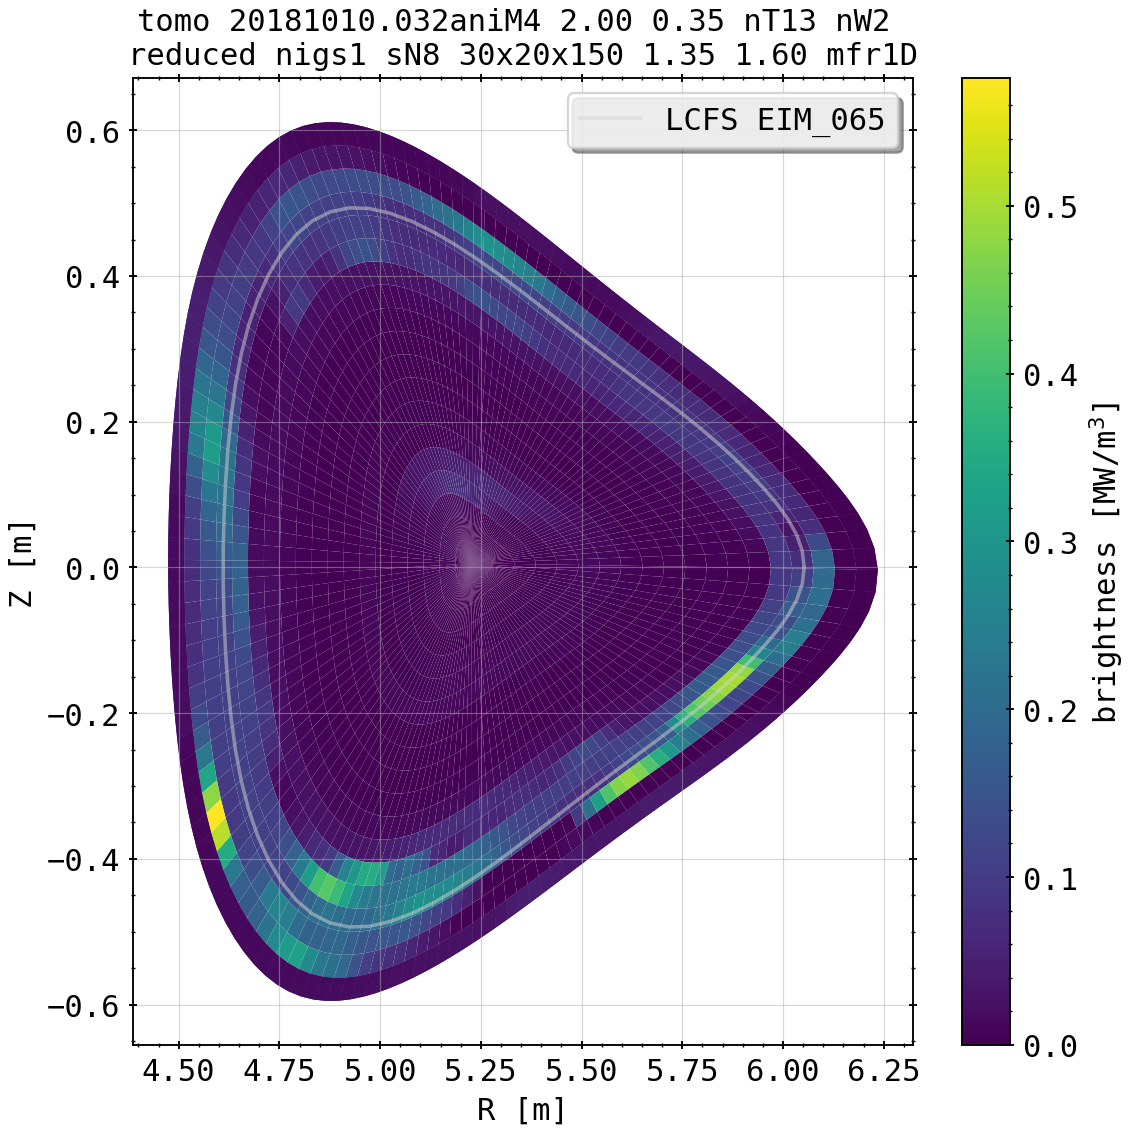 tomo 20181010.032aniM4 2.00 0.35 nT13 nW2
reduced nigs1 sN8 30x20x150 1.35 1.60 mfr1D
LCFS EIM_065
0.6
0.4
0.2
0.0
−0.2
−0.4
−0.6
Z [m]
4.50 4.75 5.00 5.25 5.50 5.75 6.00 6.25
R [m]
0.5
0.4
0.3
0.2
0.1
0.0
brightness [MW/m³]